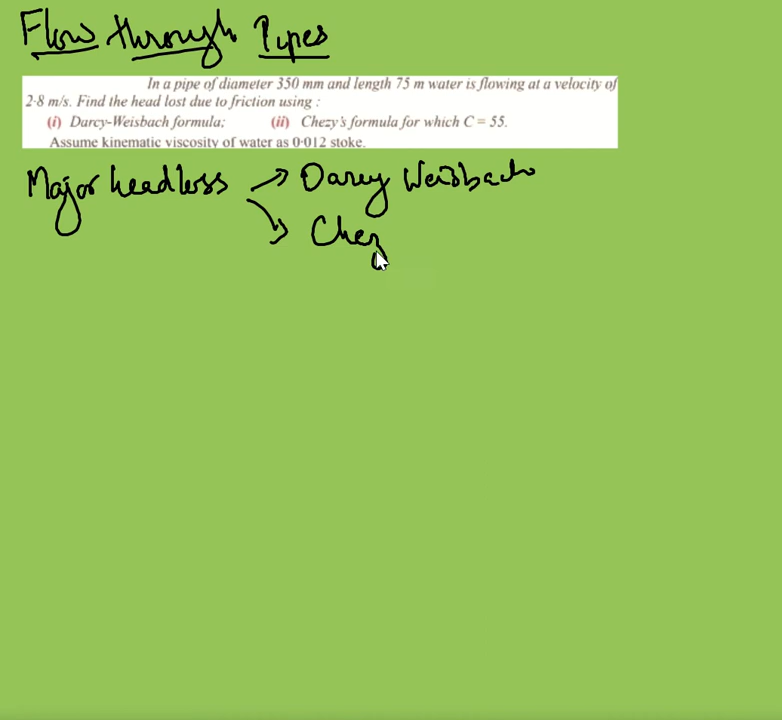 Flow through Pipes
In a pipe of diameter 350 mm and length 75 m water is flowing at a velocity of
2·8 m/s. Find the head lost due to friction using :
(i) Darcy-Weisbach formula; (ii) Chezy's formula for which C = 55.
Assume kinematic viscosity of water as 0·012 stoke.
Major head loss → Darcy Weisbach
→ Chez